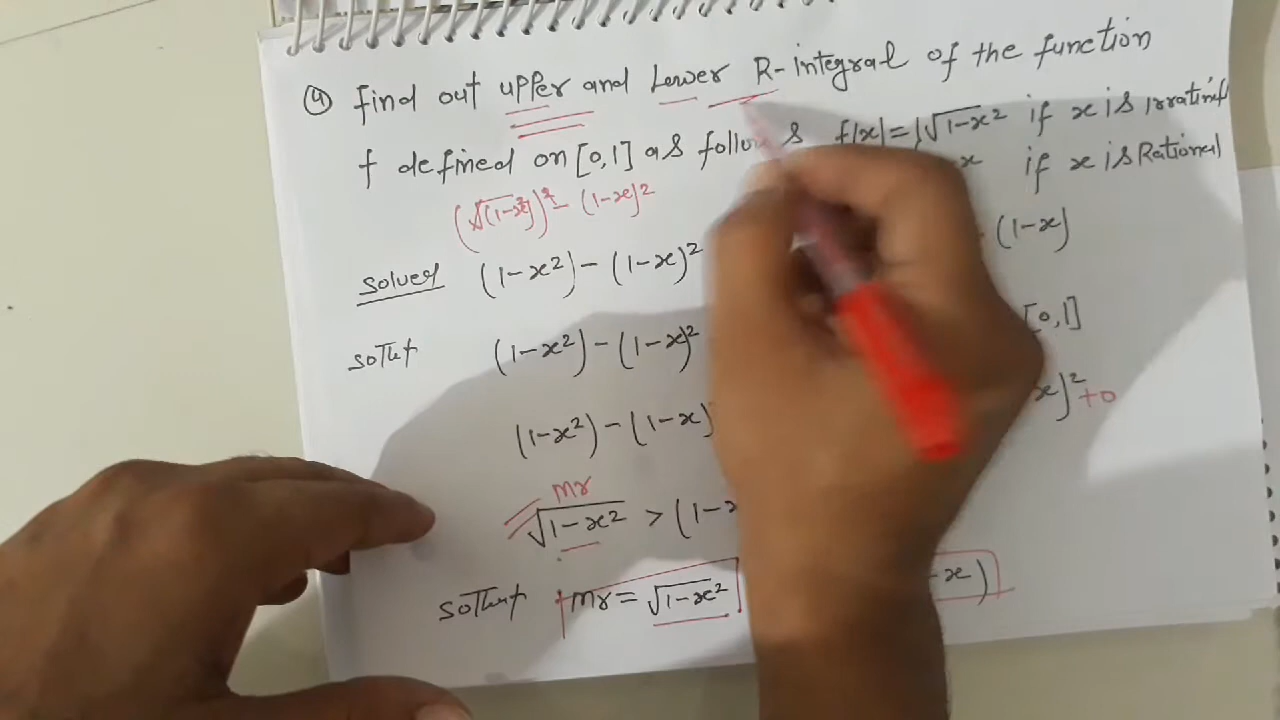 ④ find out upper and Lower R-integral of the function
f defined on [0,1] as follow s f(x)={√1-x² if x is irrational
x if x is Rational
(√(1-x²))²- (1-x)²
Solved (1-x²)-(1-x)² (1-x)
so that (1-x²)-(1-x)² [0,1]
(1-x²)-(1-x) x)²+0
Mr
√1-x² > (1-x
so that Mr=√1-x² -x)